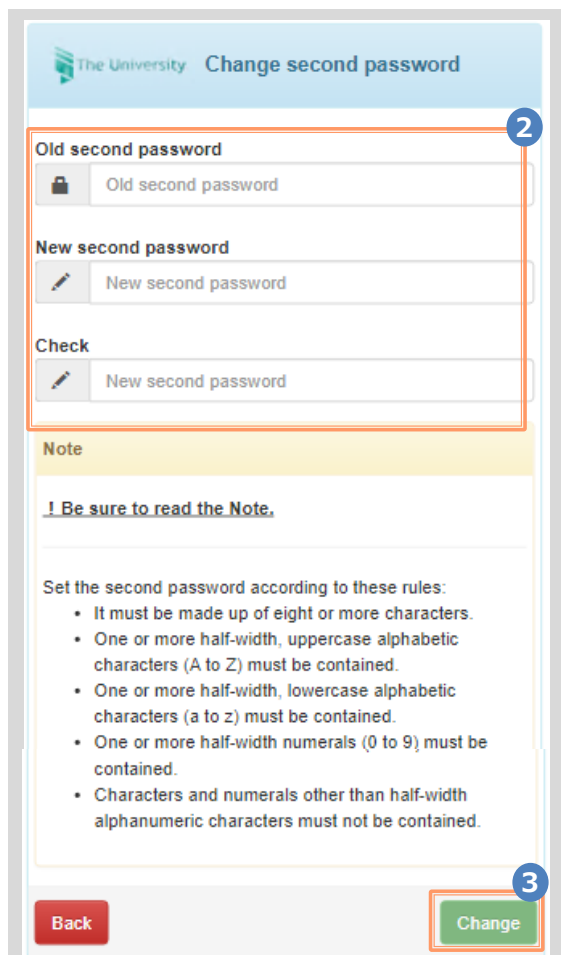 The University Change second password
2
Old second password
Old second password
New second password
New second password
Check
New second password
Note
! Be sure to read the Note.
Set the second password according to these rules:
• It must be made up of eight or more characters.
• One or more half-width, uppercase alphabetic
characters (A to Z) must be contained.
• One or more half-width, lowercase alphabetic
characters (a to z) must be contained.
• One or more half-width numerals (0 to 9) must be
contained.
• Characters and numerals other than half-width
alphanumeric characters must not be contained.
3
Back Change